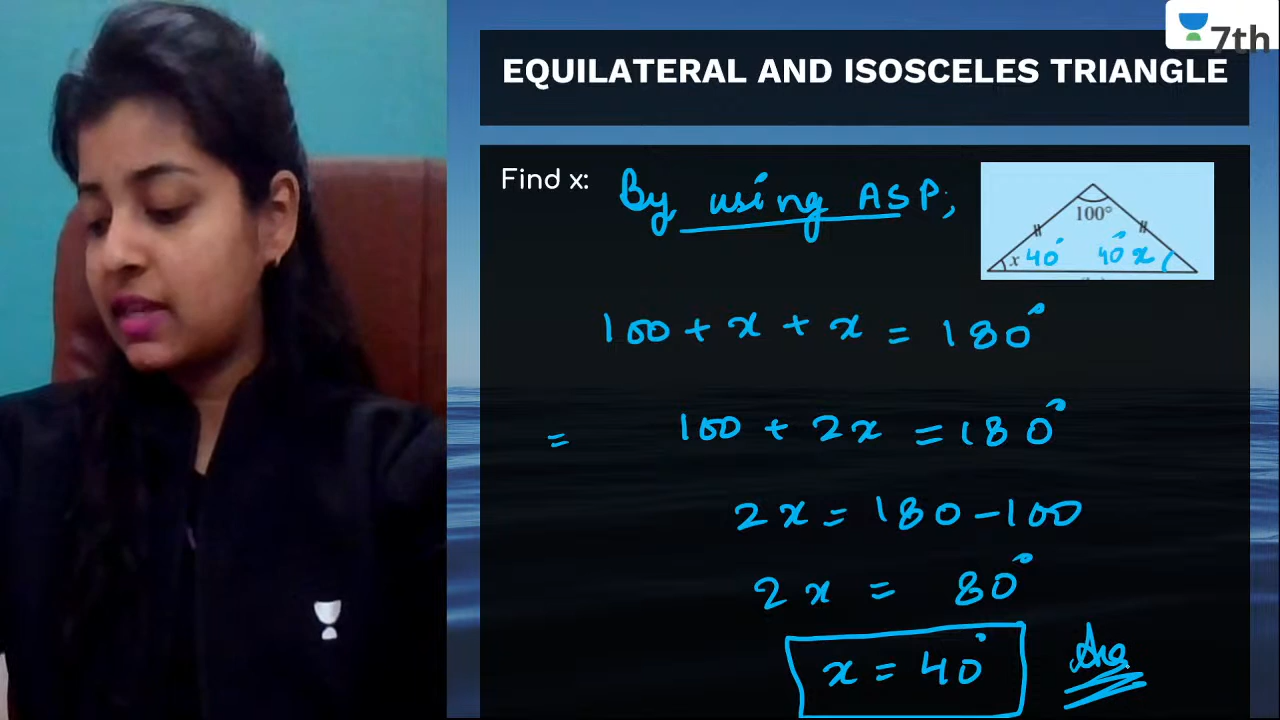 7th
EQUILATERAL AND ISOSCELES TRIANGLE
Find x: By using ASP;
100°
x 40° 40° x
100 + x + x = 180°
= 100 + 2x = 180°
2x = 180 - 100
2x = 80°
x = 40° Ans